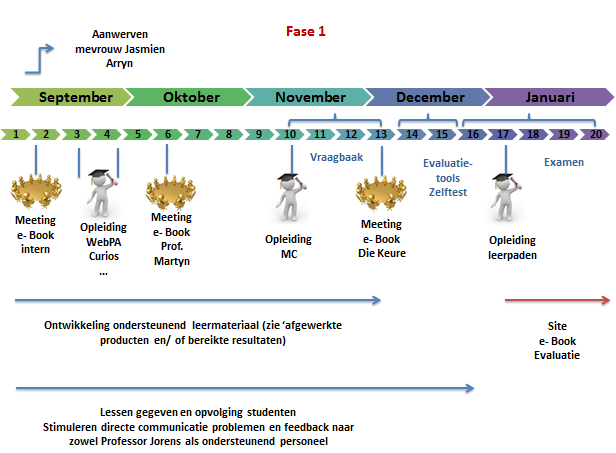 Fase 1
Aanwerven
mevrouw Jasmien
Arryn
September
Oktober
November
December
Januari
1 2 3 4 5 6 7 8 9 10 11 12 13 14 15 16 17 18 19 20
Vraagbaak
Evaluatie-
tools
Zelftest
Examen
Meeting
e- Book
intern
Opleiding
WebPA
Curios
...
Meeting
e- Book
Prof.
Martyn
Opleiding
MC
Meeting
e- Book
Die Keure
Opleiding
leerpaden
Ontwikkeling ondersteunend leermateriaal (zie ‘afgewerkte
producten en/ of bereikte resultaten)
Site
e- Book
Evaluatie
Lessen gegeven en opvolging studenten
Stimuleren directe communicatie problemen en feedback naar
zowel Professor Jorens als ondersteunend personeel